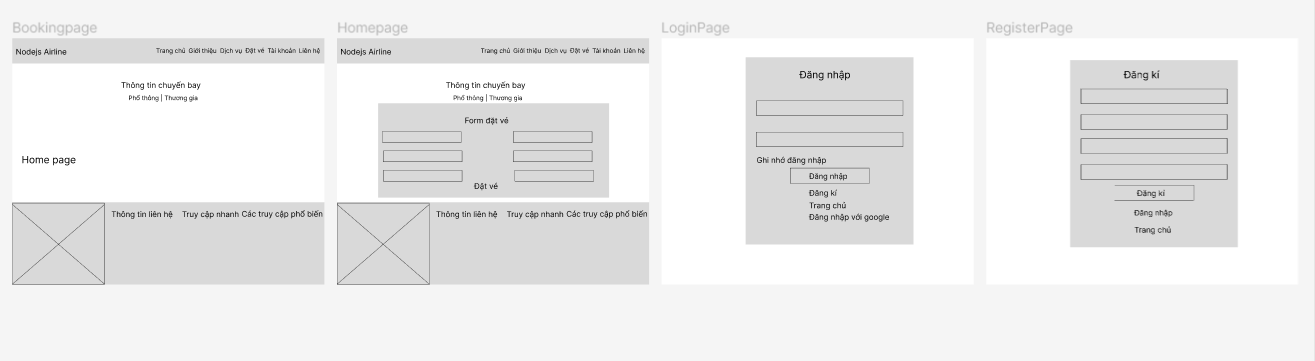 Bookingpage
Nodejs Airline
Trang chủ Giới thiệu Dịch vụ Đặt vé Tài khoản Liên hệ
Thông tin chuyến bay
Phổ thông | Thương gia
Home page
Thông tin liên hệ Truy cập nhanh Các truy cập phổ biến
Homepage
Nodejs Airline
Trang chủ Giới thiệu Dịch vụ Đặt vé Tài khoản Liên hệ
Thông tin chuyến bay
Phổ thông | Thương gia
Form đặt vé
Đặt vé
Thông tin liên hệ Truy cập nhanh Các truy cập phổ biến
LoginPage
Đăng nhập
Ghi nhớ đăng nhập
Đăng nhập
Đăng kí
Trang chủ
Đăng nhập với google
RegisterPage
Đăng kí
Đăng kí
Đăng nhập
Trang chủ